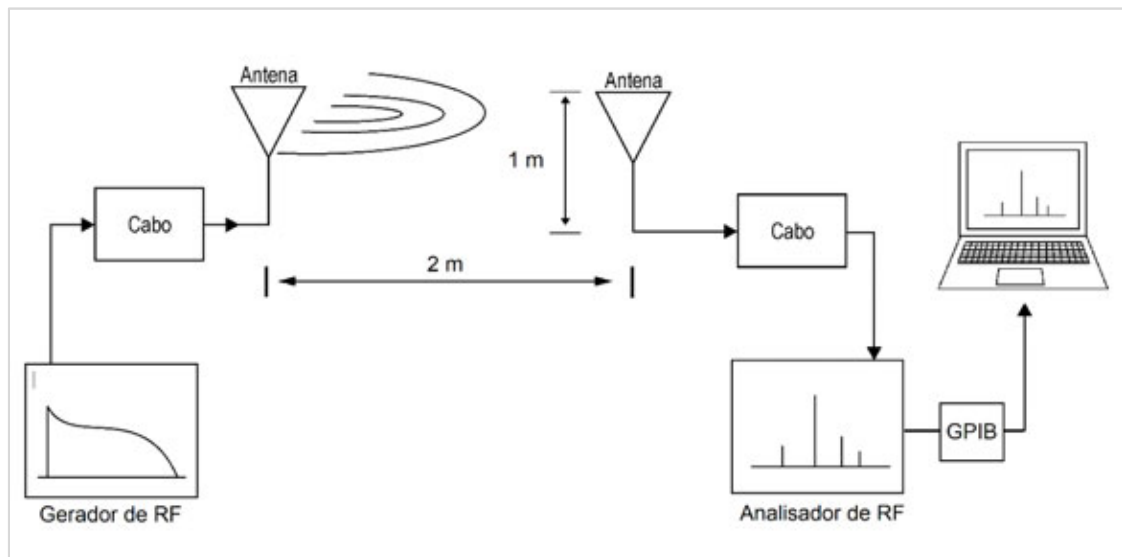 Antena
Antena
1 m
Cabo
Cabo
2 m
GPIB
Gerador de RF
Analisador de RF